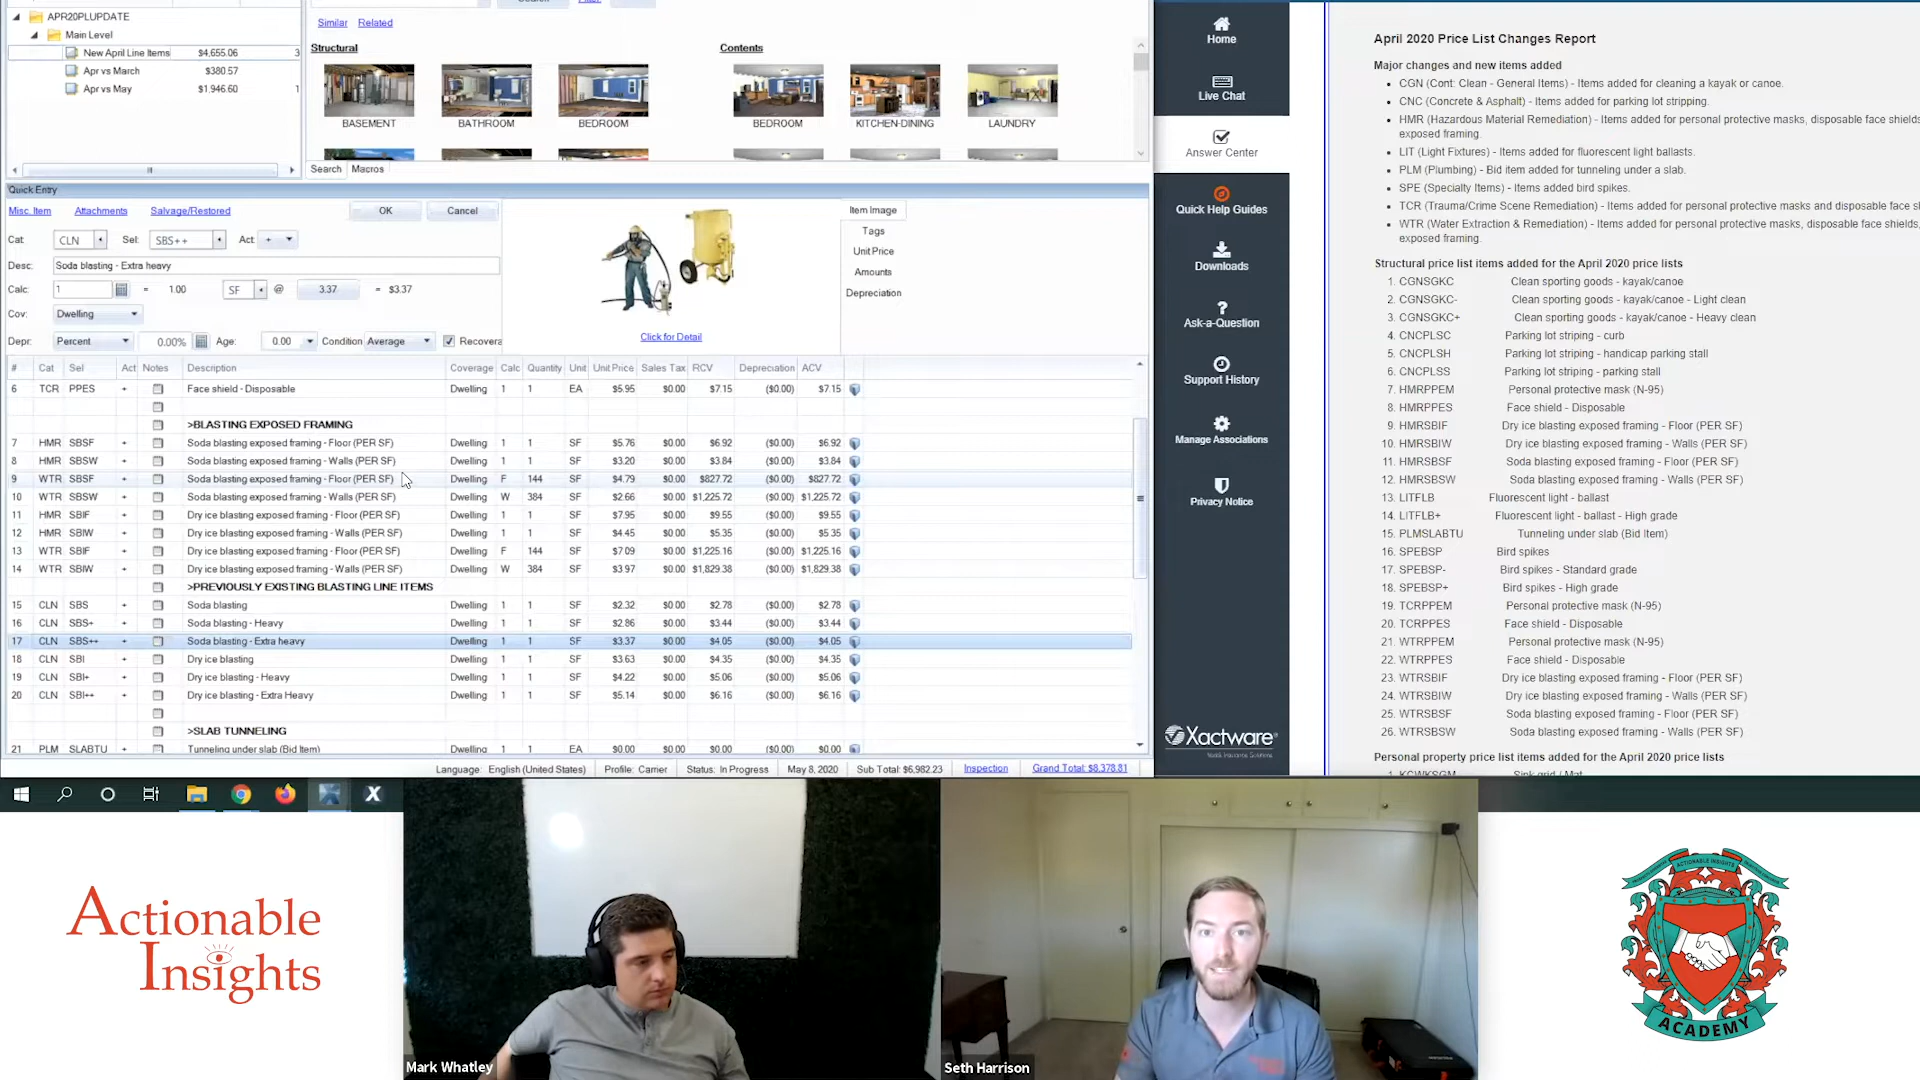 APR20PLUPDATE
Main Level
New April Line Items $4,655.06 3
Apr vs March $380.57
Apr vs May $1.946.60 1
Similar Related
Structural Contents
BASEMENT BATHROOM BEDROOM BEDROOM KITCHEN-DINING LAUNDRY
Search Macros
Quick Entry
Misc. Item Attachments Salvage/Restored OK Cancel
Cat: CLN Sel: SBS++ Act: +
Desc: Soda blasting - Extra heavy
Calc: 1 = 1.00 SF @ 3.37 = $3.37
Cov: Dwelling
Depr: Percent 0.00% Age: 0.00 Condition Average Recovera
Click for Detail
Item Image
Tags
Unit Price
Amounts
Depreciation
# Cat Sel Act Notes Description Coverage Calc Quantity Unit Unit Price Sales Tax RCV Depreciation ACV
6 TCR PPES + Face shield - Disposable Dwelling 1 1 EA $5.95 $0.00 $7.15 ($0.00) $7.15
>BLASTING EXPOSED FRAMING
7 HMR SBSF + Soda blasting exposed framing - Floor (PER SF) Dwelling 1 1 SF $5.76 $0.00 $6.92 ($0.00) $6.92
8 HMR SBSW + Soda blasting exposed framing - Walls (PER SF) Dwelling 1 1 SF $3.20 $0.00 $3.84 ($0.00) $3.84
9 WTR SBSF + Soda blasting exposed framing - Floor (PER SF) Dwelling F 144 SF $4.79 $0.00 $827.72 ($0.00) $827.72
10 WTR SBSW + Soda blasting exposed framing - Walls (PER SF) Dwelling W 384 SF $2.66 $0.00 $1,225.72 ($0.00) $1,225.72
11 HMR SBIF + Dry ice blasting exposed framing - Floor (PER SF) Dwelling 1 1 SF $7.95 $0.00 $9.55 ($0.00) $9.55
12 HMR SBIW + Dry ice blasting exposed framing - Walls (PER SF) Dwelling 1 1 SF $4.45 $0.00 $5.35 ($0.00) $5.35
13 WTR SBIF + Dry ice blasting exposed framing - Floor (PER SF) Dwelling F 144 SF $7.09 $0.00 $1,225.16 ($0.00) $1,225.16
14 WTR SBIW + Dry ice blasting exposed framing - Walls (PER SF) Dwelling W 384 SF $3.97 $0.00 $1,829.38 ($0.00) $1,829.38
>PREVIOUSLY EXISTING BLASTING LINE ITEMS
15 CLN SBS + Soda blasting Dwelling 1 1 SF $2.32 $0.00 $2.78 ($0.00) $2.78
16 CLN SBS+ + Soda blasting - Heavy Dwelling 1 1 SF $2.86 $0.00 $3.44 ($0.00) $3.44
17 CLN SBS++ + Soda blasting - Extra heavy Dwelling 1 1 SF $3.37 $0.00 $4.05 ($0.00) $4.05
18 CLN SBI + Dry ice blasting Dwelling 1 1 SF $3.63 $0.00 $4.35 ($0.00) $4.35
19 CLN SBI+ + Dry ice blasting - Heavy Dwelling 1 1 SF $4.22 $0.00 $5.06 ($0.00) $5.06
20 CLN SBI++ + Dry ice blasting - Extra Heavy Dwelling 1 1 SF $5.14 $0.00 $6.16 ($0.00) $6.16
>SLAB TUNNELING
21 PLM SLABTU + Tunneling under slab (Bid Item) Dwelling 1 1 EA $0.00 $0.00 $0.00 ($0.00) $0.00
Language: English (United States) Profile: Carrier Status: In Progress May 8, 2020 Sub Total: $6,982.23 Inspection Grand Total: $8,378.81
Home
Live Chat
Answer Center
Quick Help Guides
Downloads
Ask-a-Question
Support History
Manage Associations
Privacy Notice
Xactware
April 2020 Price List Changes Report
Major changes and new items added
CGN (Cont: Clean - General Items) - Items added for cleaning a kayak or canoe.
CNC (Concrete & Asphalt) - Items added for parking lot stripping.
HMR (Hazardous Material Remediation) - Items added for personal protective masks, disposable face shields
exposed framing.
LIT (Light Fixtures) - Items added for fluorescent light ballasts.
PLM (Plumbing) - Bid item added for tunneling under a slab.
SPE (Specialty Items) - Items added bird spikes.
TCR (Trauma/Crime Scene Remediation) - Items added for personal protective masks and disposable face sh
WTR (Water Extraction & Remediation) - Items added for personal protective masks, disposable face shields,
exposed framing.
Structural price list items added for the April 2020 price lists
1. CGNSGKC Clean sporting goods - kayak/canoe
2. CGNSGKC- Clean sporting goods - kayak/canoe - Light clean
3. CGNSGKC+ Clean sporting goods - kayak/canoe - Heavy clean
4. CNCPLSC Parking lot striping - curb
5. CNCPLSH Parking lot striping - handicap parking stall
6. CNCPLSS Parking lot striping - parking stall
7. HMRPPEM Personal protective mask (N-95)
8. HMRPPES Face shield - Disposable
9. HMRSBIF Dry ice blasting exposed framing - Floor (PER SF)
10. HMRSBIW Dry ice blasting exposed framing - Walls (PER SF)
11. HMRSBSF Soda blasting exposed framing - Floor (PER SF)
12. HMRSBSW Soda blasting exposed framing - Walls (PER SF)
13. LITFLB Fluorescent light - ballast
14. LITFLB+ Fluorescent light - ballast - High grade
15. PLMSLABTU Tunneling under slab (Bid Item)
16. SPEBSP Bird spikes
17. SPEBSP- Bird spikes - Standard grade
18. SPEBSP+ Bird spikes - High grade
19. TCRPPEM Personal protective mask (N-95)
20. TCRPPES Face shield - Disposable
21. WTRPPEM Personal protective mask (N-95)
22. WTRPPES Face shield - Disposable
23. WTRSBIF Dry ice blasting exposed framing - Floor (PER SF)
24. WTRSBIW Dry ice blasting exposed framing - Walls (PER SF)
25. WTRSBSF Soda blasting exposed framing - Floor (PER SF)
26. WTRSBSW Soda blasting exposed framing - Walls (PER SF)
Personal property price list items added for the April 2020 price lists
Actionable
Insights
Mark Whatley
Seth Harrison
ACTIONABLE INSIGHTS
ACADEMY